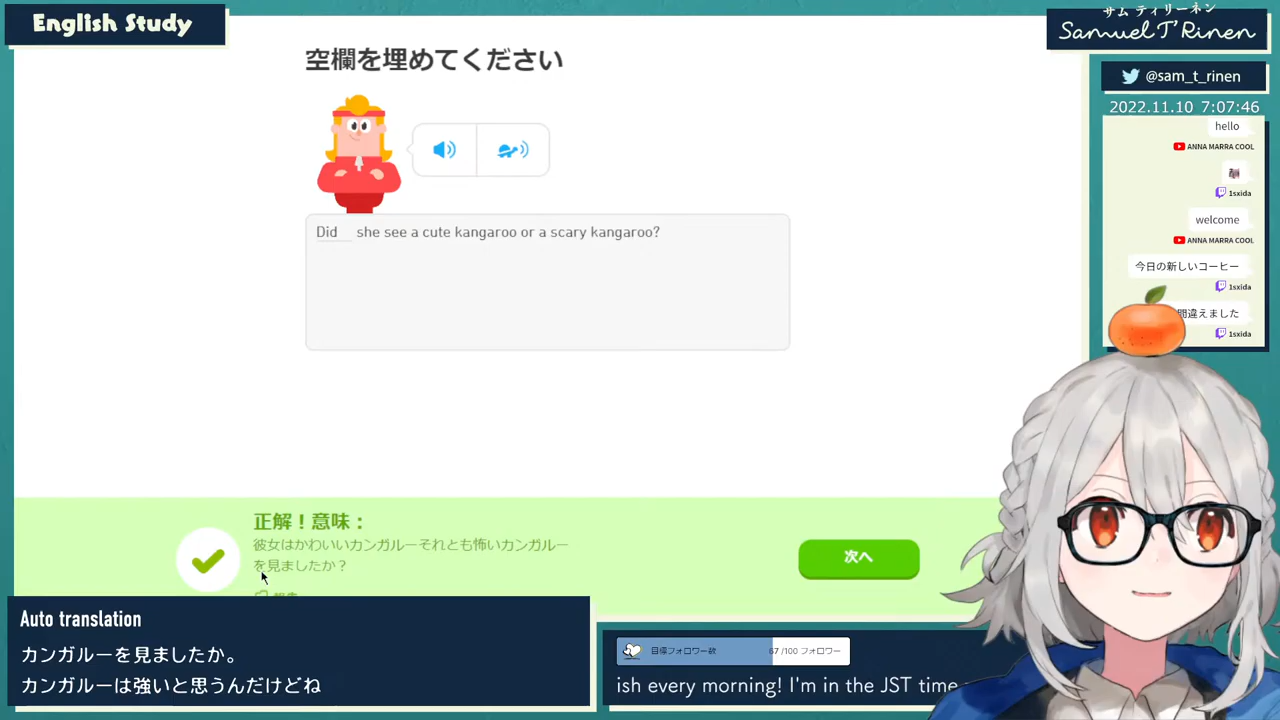 English Study
サム ティリーネン
Samuel T'Rinen
@sam_t_rinen
2022.11.10 7:07:46
空欄を埋めてください
Did she see a cute kangaroo or a scary kangaroo?
hello
ANNA MARRA COOL
1sxida
welcome
ANNA MARRA COOL
今日の新しいコーヒー
1sxida
間違えました
1sxida
正解！意味：
彼女はかわいいカンガルーそれとも怖いカンガルー
を見ましたか？
次へ
Auto translation
カンガルーを見ましたか。
カンガルーは強いと思うんだけどね
目標フォロワー数 67 /100 フォロワー
ish every morning! I'm in the JST time